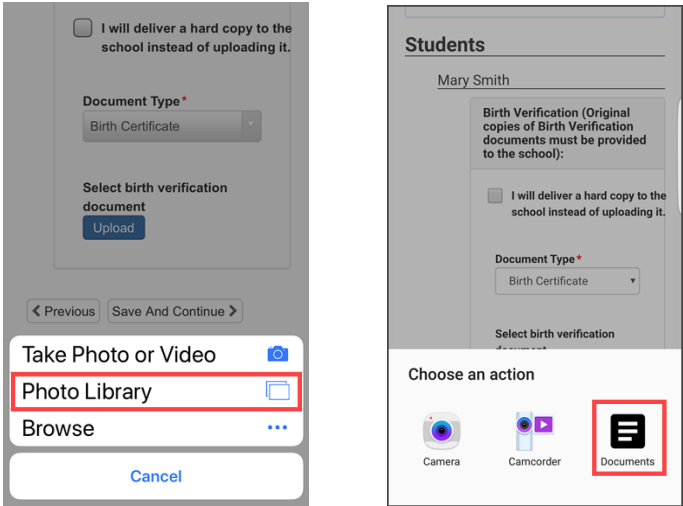 I will deliver a hard copy to the
school instead of uploading it.
Document Type*
Birth Certificate
Select birth verification
document
Upload
Previous
Save And Continue
Take Photo or Video
Photo Library
Browse
Cancel
Students
Mary Smith
Birth Verification (Original
copies of Birth Verification
documents must be provided
to the school):
I will deliver a hard copy to the
school instead of uploading it.
Document Type*
Birth Certificate
Select birth verification
Choose an action
Camera
Camcorder
Documents